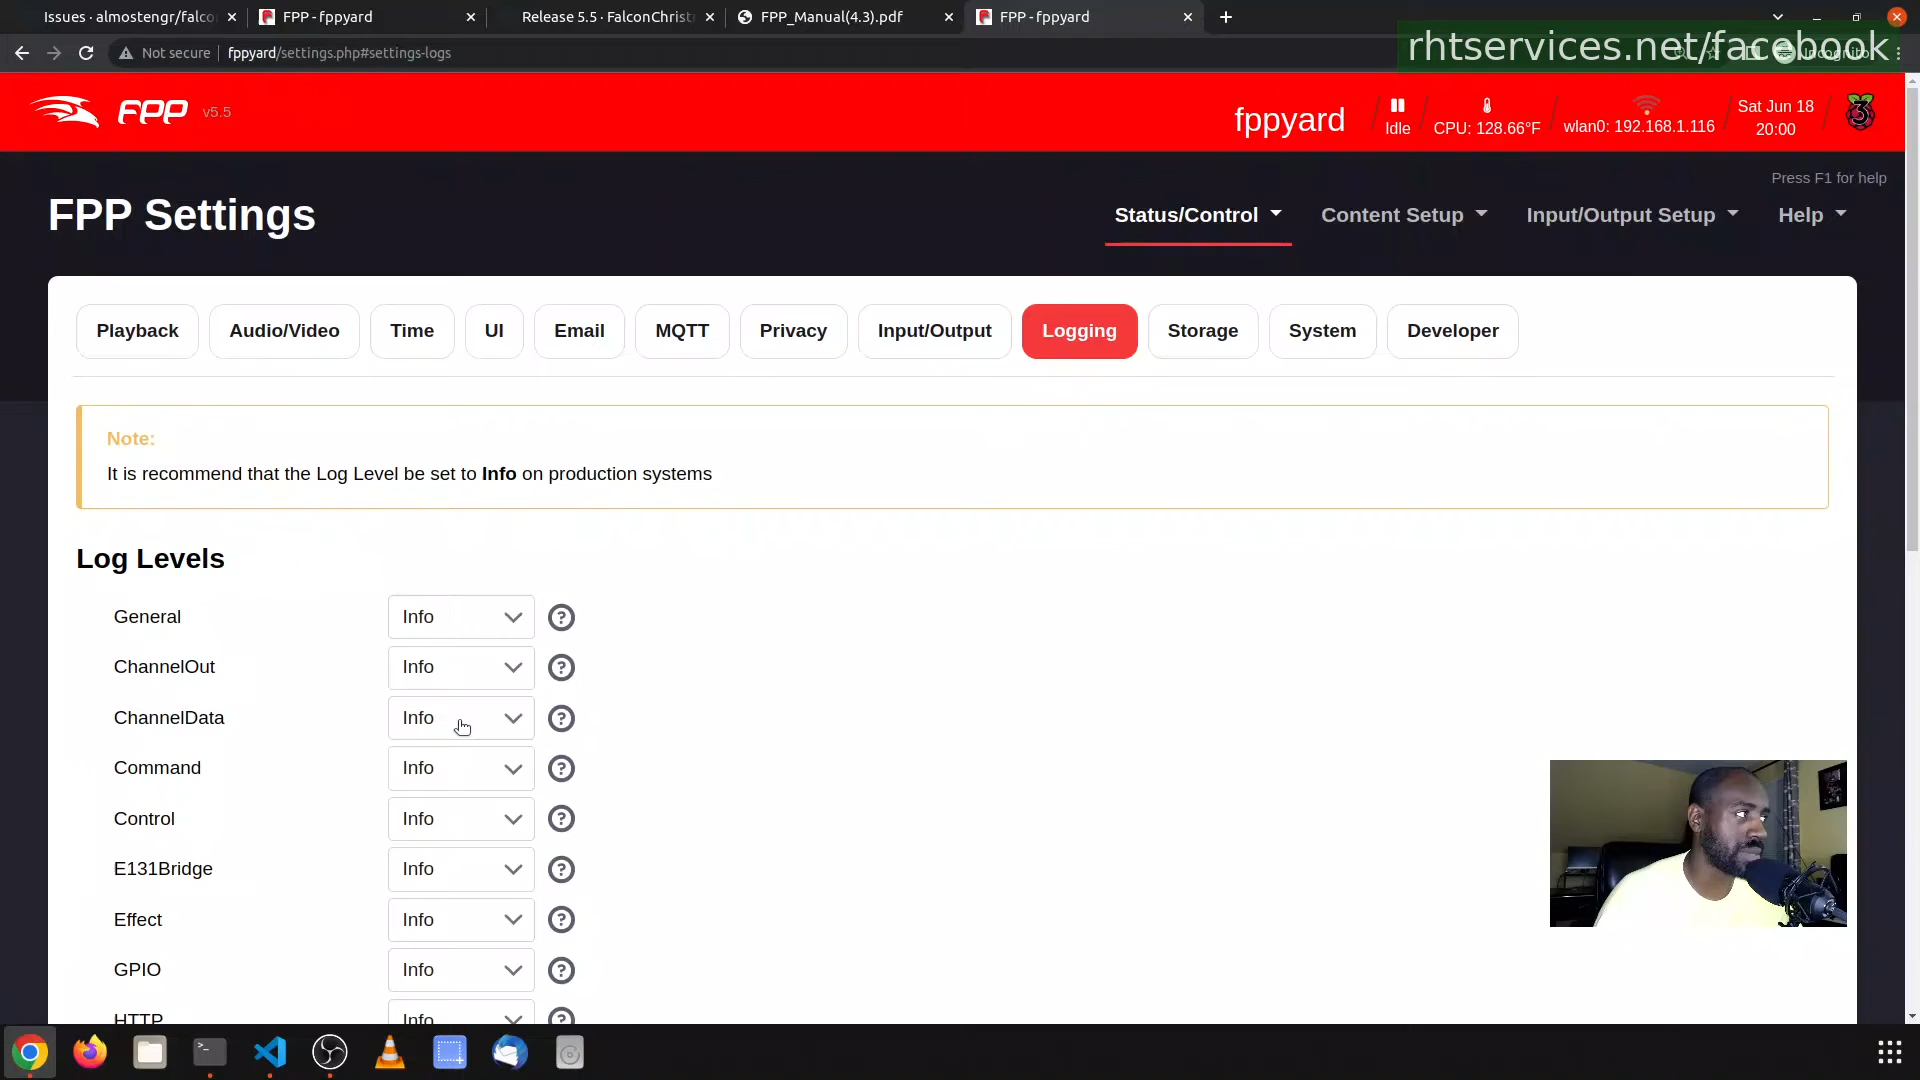 Issues · almostengr/falco
FPP - fppyard
Release 5.5 · FalconChrist
FPP_Manual(4.3).pdf
FPP - fppyard
Not secure
fppyard/settings.php#settings-logs
rhtservices.net/facebook
FPP v5.5
fppyard
Idle
CPU: 128.66°F
wlan0: 192.168.1.116
Sat Jun 18
20:00
3
Press F1 for help
FPP Settings
Status/Control
Content Setup
Input/Output Setup
Help
Playback
Audio/Video
Time
UI
Email
MQTT
Privacy
Input/Output
Logging
Storage
System
Developer
Note:
It is recommend that the Log Level be set to Info on production systems
Log Levels
General Info ?
ChannelOut Info ?
ChannelData Info ?
Command Info ?
Control Info ?
E131Bridge Info ?
Effect Info ?
GPIO Info ?
HTTP Info ?